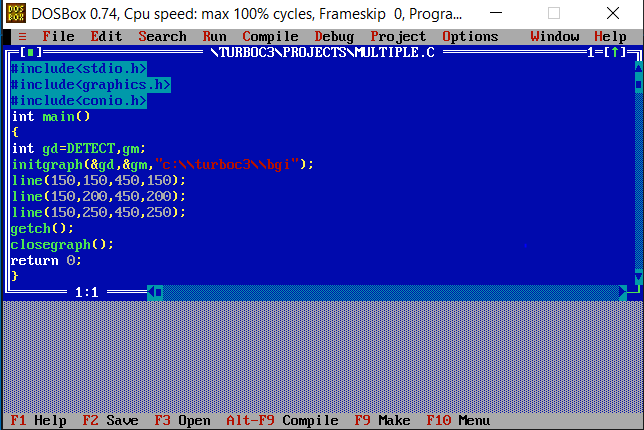 DOS
BOX
DOSBox 0.74, Cpu speed: max 100% cycles, Frameskip 0, Progra...
≡ File Edit Search Run Compile Debug Project Options Window Help
[■] \TURBOC3\PROJECTS\MULTIPLE.C 1=[↑]
#include<stdio.h>
#include<graphics.h>
#include<conio.h>
int main()
{
int gd=DETECT,gm;
initgraph(&gd,&gm,"c:\\turboc3\\bgi");
line(150,150,450,150);
line(150,200,450,200);
line(150,250,450,250);
getch();
closegraph();
return 0;
}
1:1
F1 Help F2 Save F3 Open Alt-F9 Compile F9 Make F10 Menu